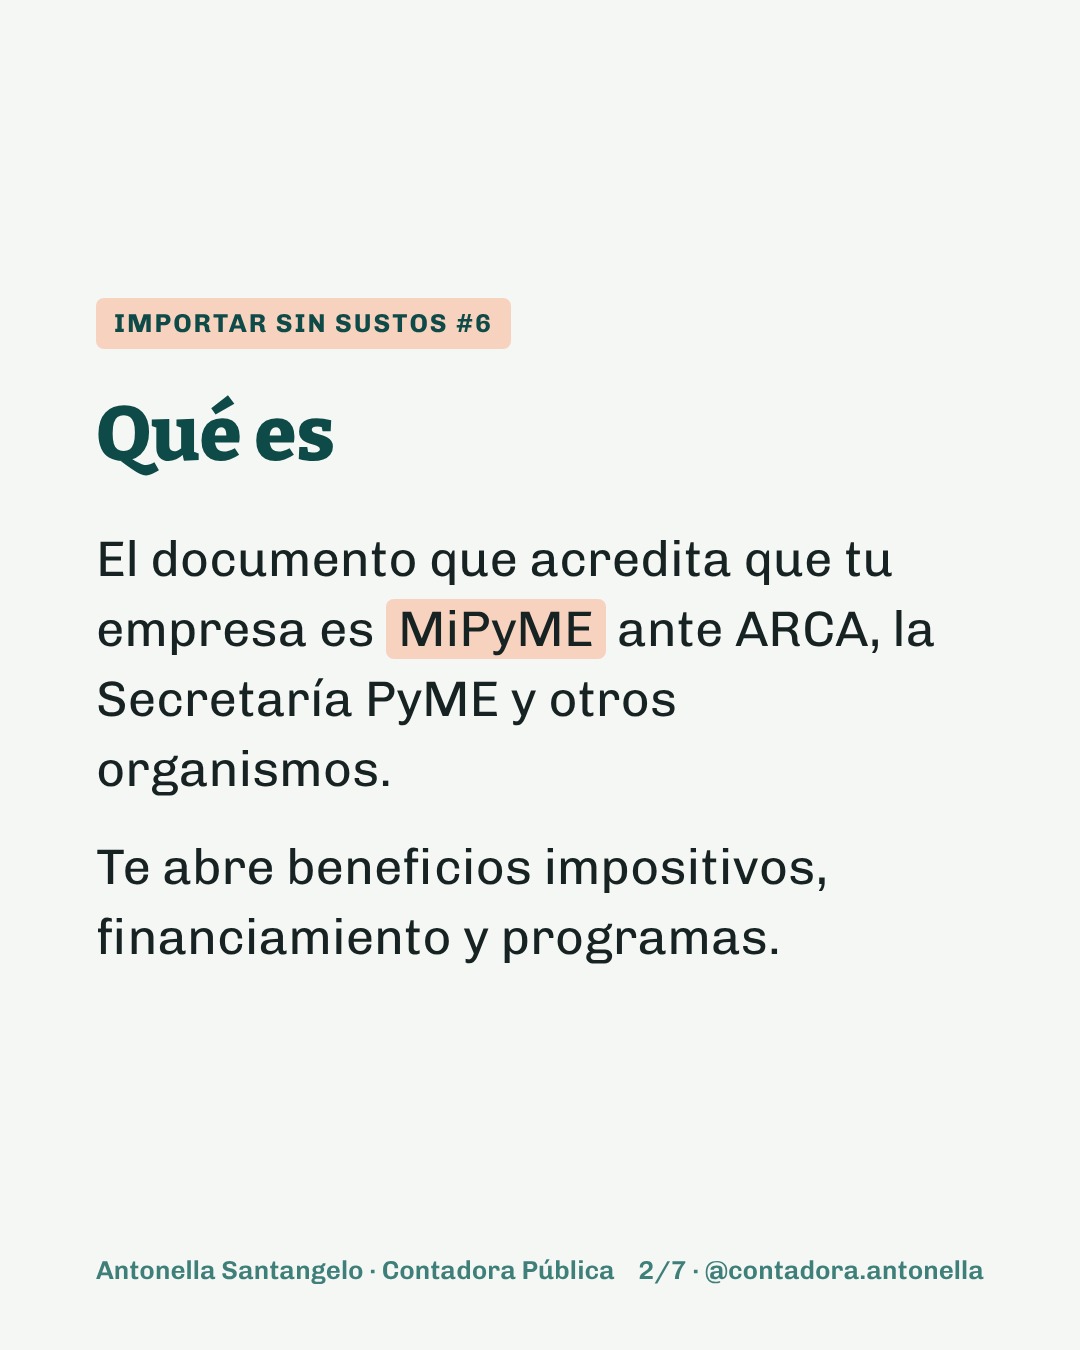 IMPORTAR SIN SUSTOS #6
Qué es
El documento que acredita que tu
empresa es MiPyME ante ARCA, la
Secretaría PyME y otros
organismos.
Te abre beneficios impositivos,
financiamiento y programas.
Antonella Santangelo · Contadora Pública 2/7 · @contadora.antonella